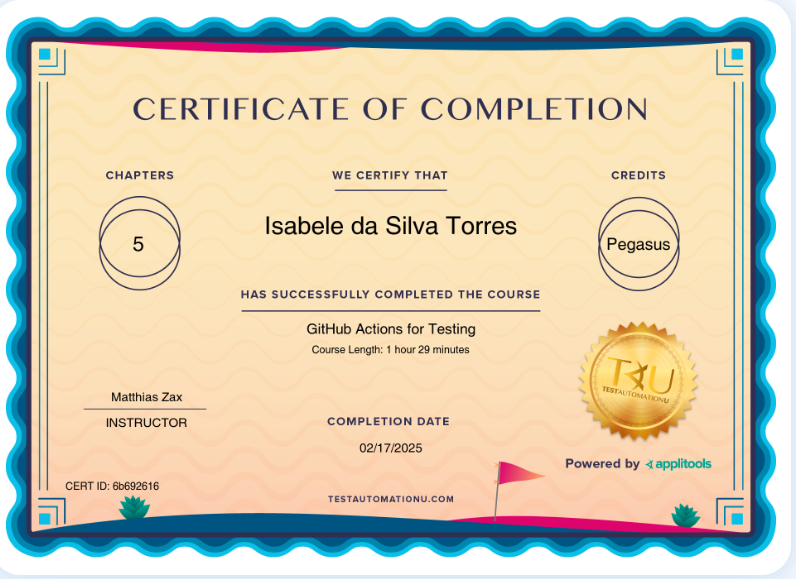 CERTIFICATE OF COMPLETION
CHAPTERS
5
WE CERTIFY THAT
Isabele da Silva Torres
CREDITS
Pegasus
HAS SUCCESSFULLY COMPLETED THE COURSE
GitHub Actions for Testing
Course Length: 1 hour 29 minutes
TAU
TESTAUTOMATIONU
Matthias Zax
INSTRUCTOR
COMPLETION DATE
02/17/2025
Powered by applitools
CERT ID: 6b692616
TESTAUTOMATIONU.COM